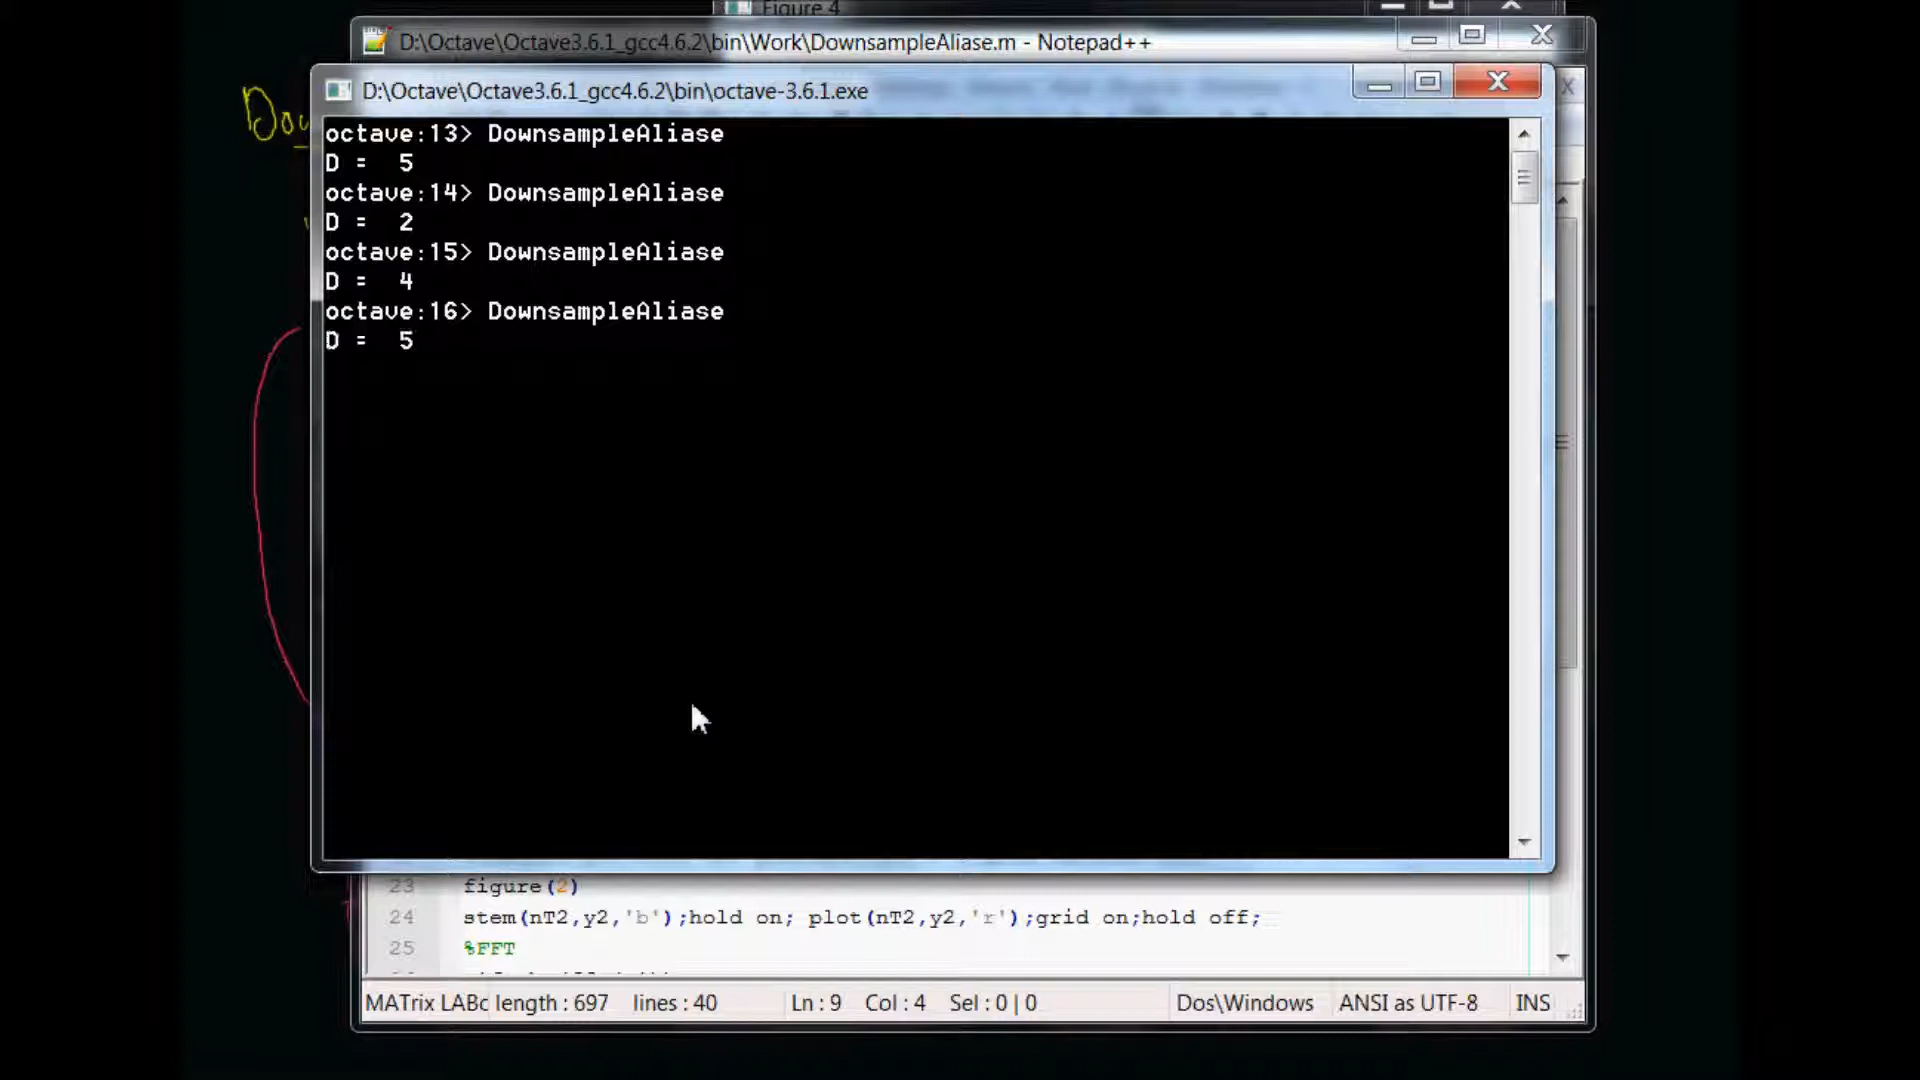 Figure 4
D:\Octave\Octave3.6.1_gcc4.6.2\bin\Work\DownsampleAliase.m - Notepad++
D:\Octave\Octave3.6.1_gcc4.6.2\bin\octave-3.6.1.exe
Dow
octave:13> DownsampleAliase
D =  5
octave:14> DownsampleAliase
D =  2
octave:15> DownsampleAliase
D =  4
octave:16> DownsampleAliase
D =  5
23 figure(2)
24 stem(nT2,y2,'b');hold on; plot(nT2,y2,'r');grid on;hold off;
25 %FFT
MATrix LABc length : 697 lines : 40 Ln : 9 Col : 4 Sel : 0 | 0 Dos\Windows ANSI as UTF-8 INS